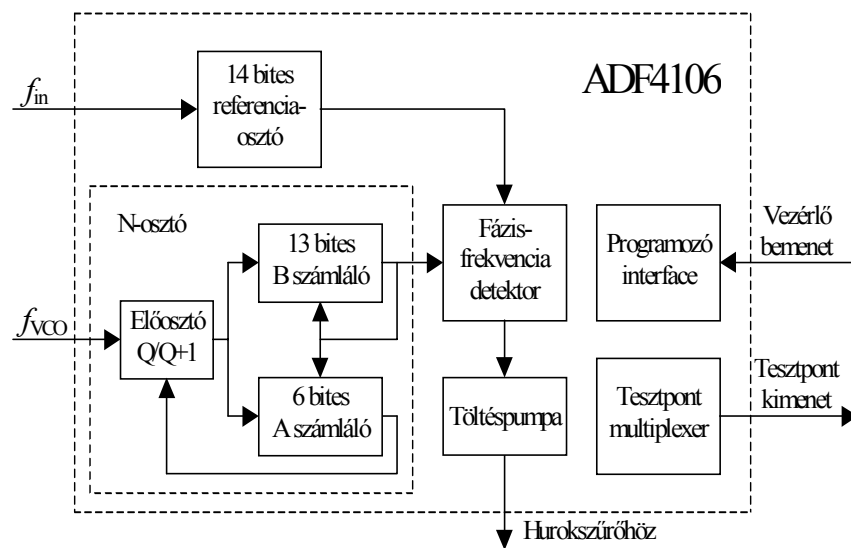 ADF4106
f_in
14 bites
referencia-
osztó
N-osztó
13 bites
B számláló
Fázis-
frekvencia
detektor
Programozó
interface
Vezérlő
bemenet
f_VCO
Előosztó
Q/Q+1
6 bites
A számláló
Töltéspumpa
Tesztpont
multiplexer
Tesztpont
kimenet
Hurokszűrőhöz